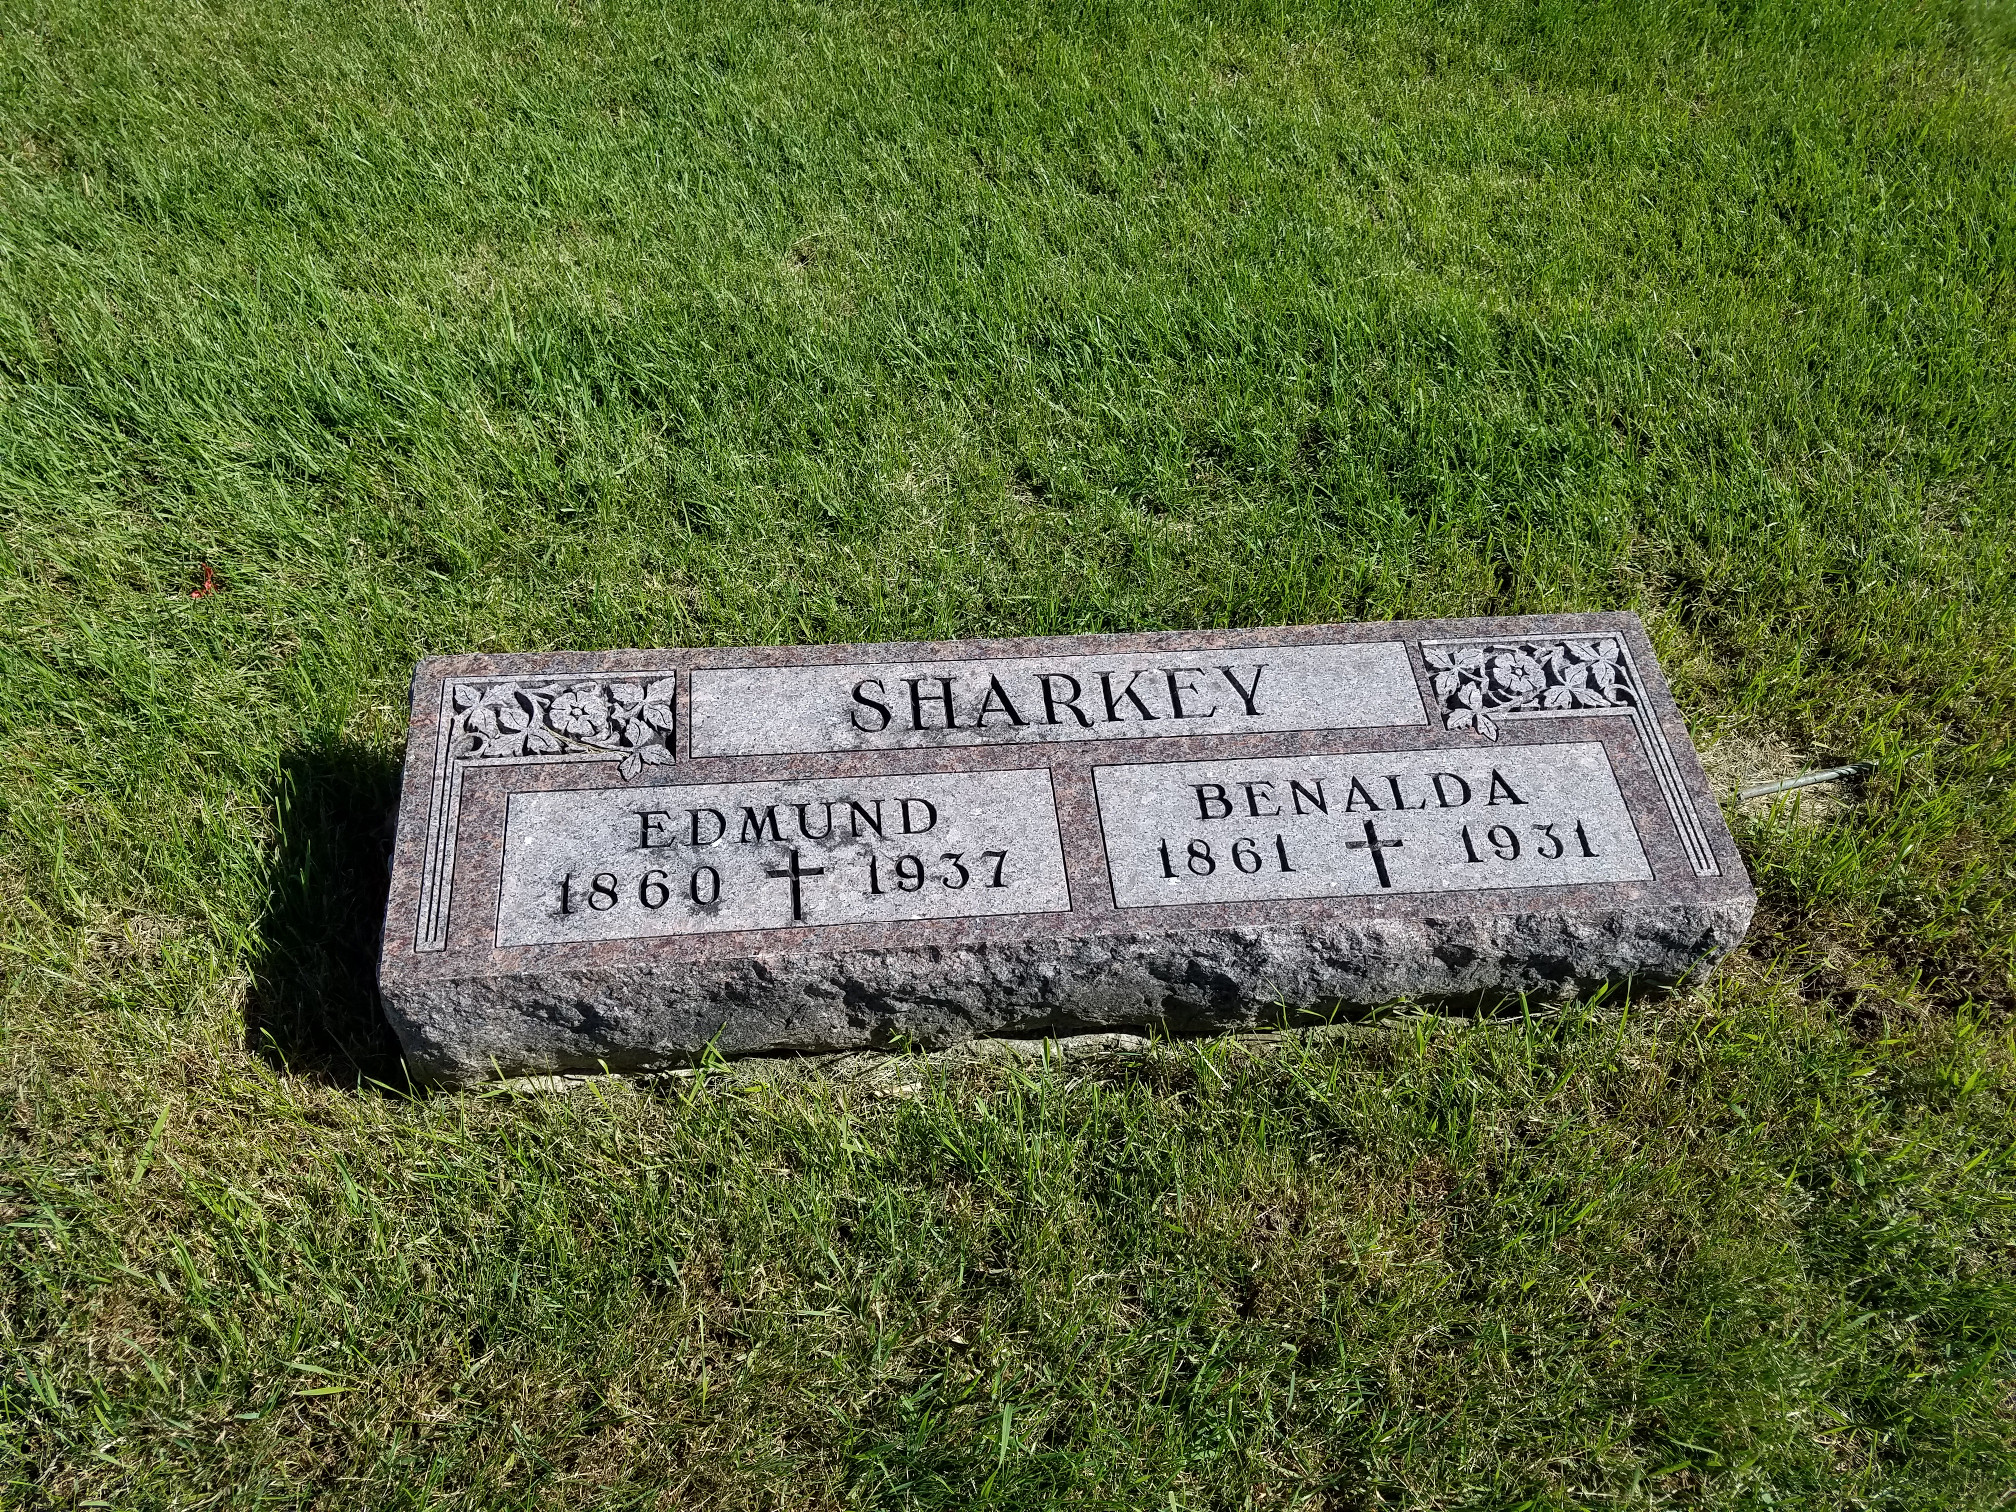 SHARKEY
EDMUND
1860 1937
BENALDA
1861 1931